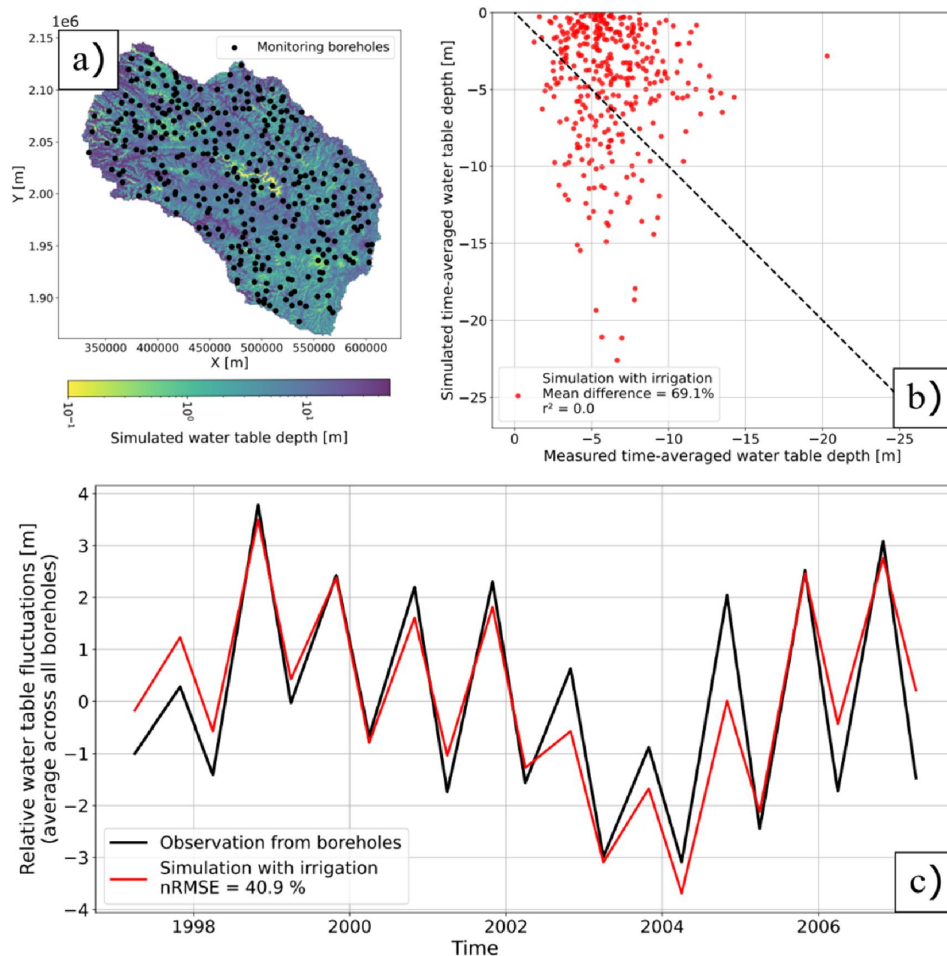 1e6
a)
Monitoring boreholes
2.15
2.10
2.05
2.00
1.95
1.90
Y [m]
350000 400000 450000 500000 550000 600000
X [m]
10⁻¹ 10⁰ 10¹
Simulated water table depth [m]
0
−5
−10
−15
−20
−25
Simulated time-averaged water table depth [m]
Simulation with irrigation
Mean difference = 69.1%
r² = 0.0
b)
0 −5 −10 −15 −20 −25
Measured time-averaged water table depth [m]
Relative water table fluctuations [m]
(average across all boreholes)
4
3
2
1
0
−1
−2
−3
−4
Observation from boreholes
Simulation with irrigation
nRMSE = 40.9 %
c)
1998 2000 2002 2004 2006
Time